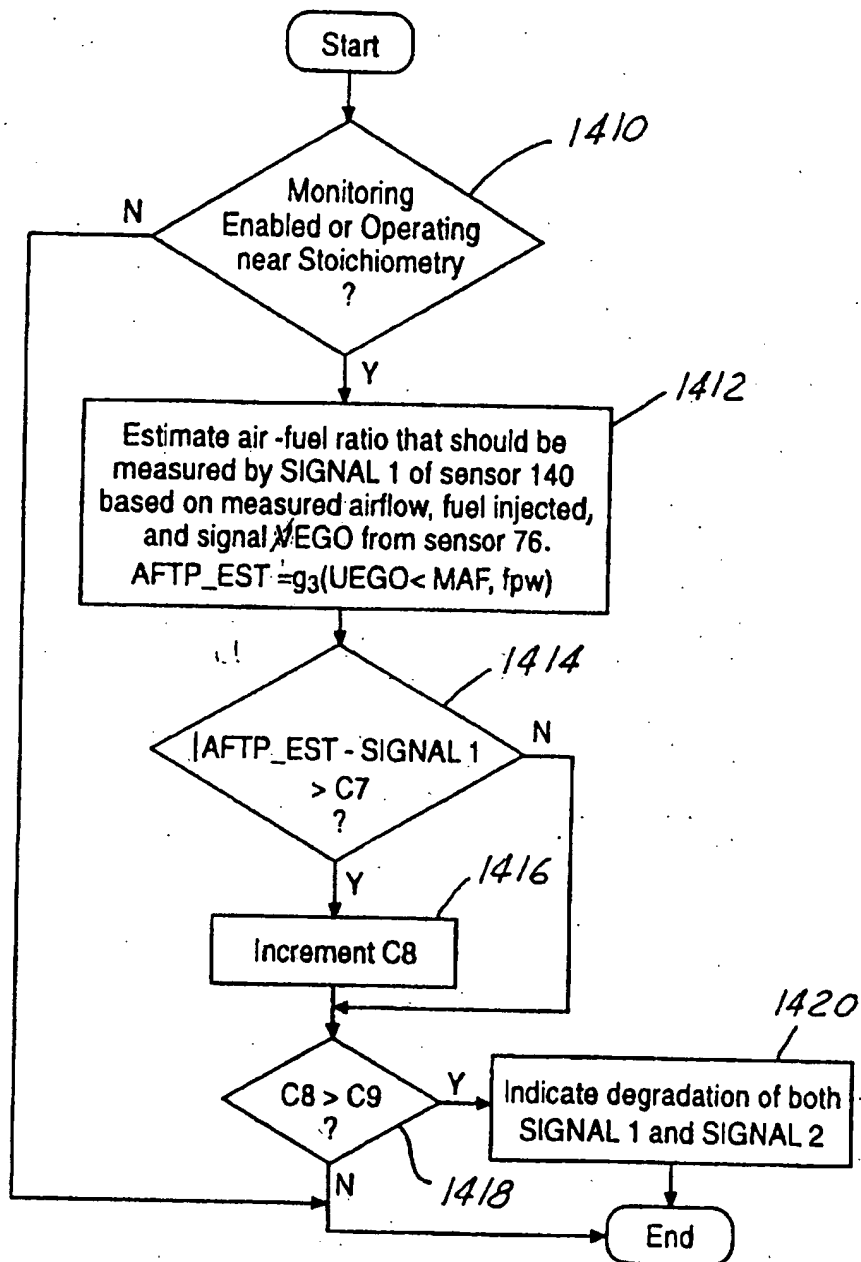 Start
1410
Monitoring
Enabled or Operating
near Stoichiometry
?
N
Y
1412
Estimate air -fuel ratio that should be
measured by SIGNAL 1 of sensor 140
based on measured airflow, fuel injected,
and signal VEGO from sensor 76.
AFTP_EST =g3(UEGO< MAF, fpw)
1414
|AFTP_EST - SIGNAL 1
> C7
?
N
Y
1416
Increment C8
1420
C8 > C9
?
Y
Indicate degradation of both
SIGNAL 1 and SIGNAL 2
N
1418
End